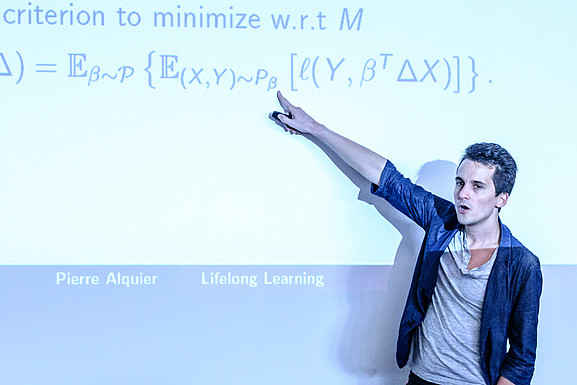 criterion to minimize w.r.t M
Δ) = 𝔼_{β∼𝒫} { 𝔼_{(X,Y)∼P_β} [ℓ(Y, β^T ΔX)] } .
Pierre Alquier Lifelong Learning